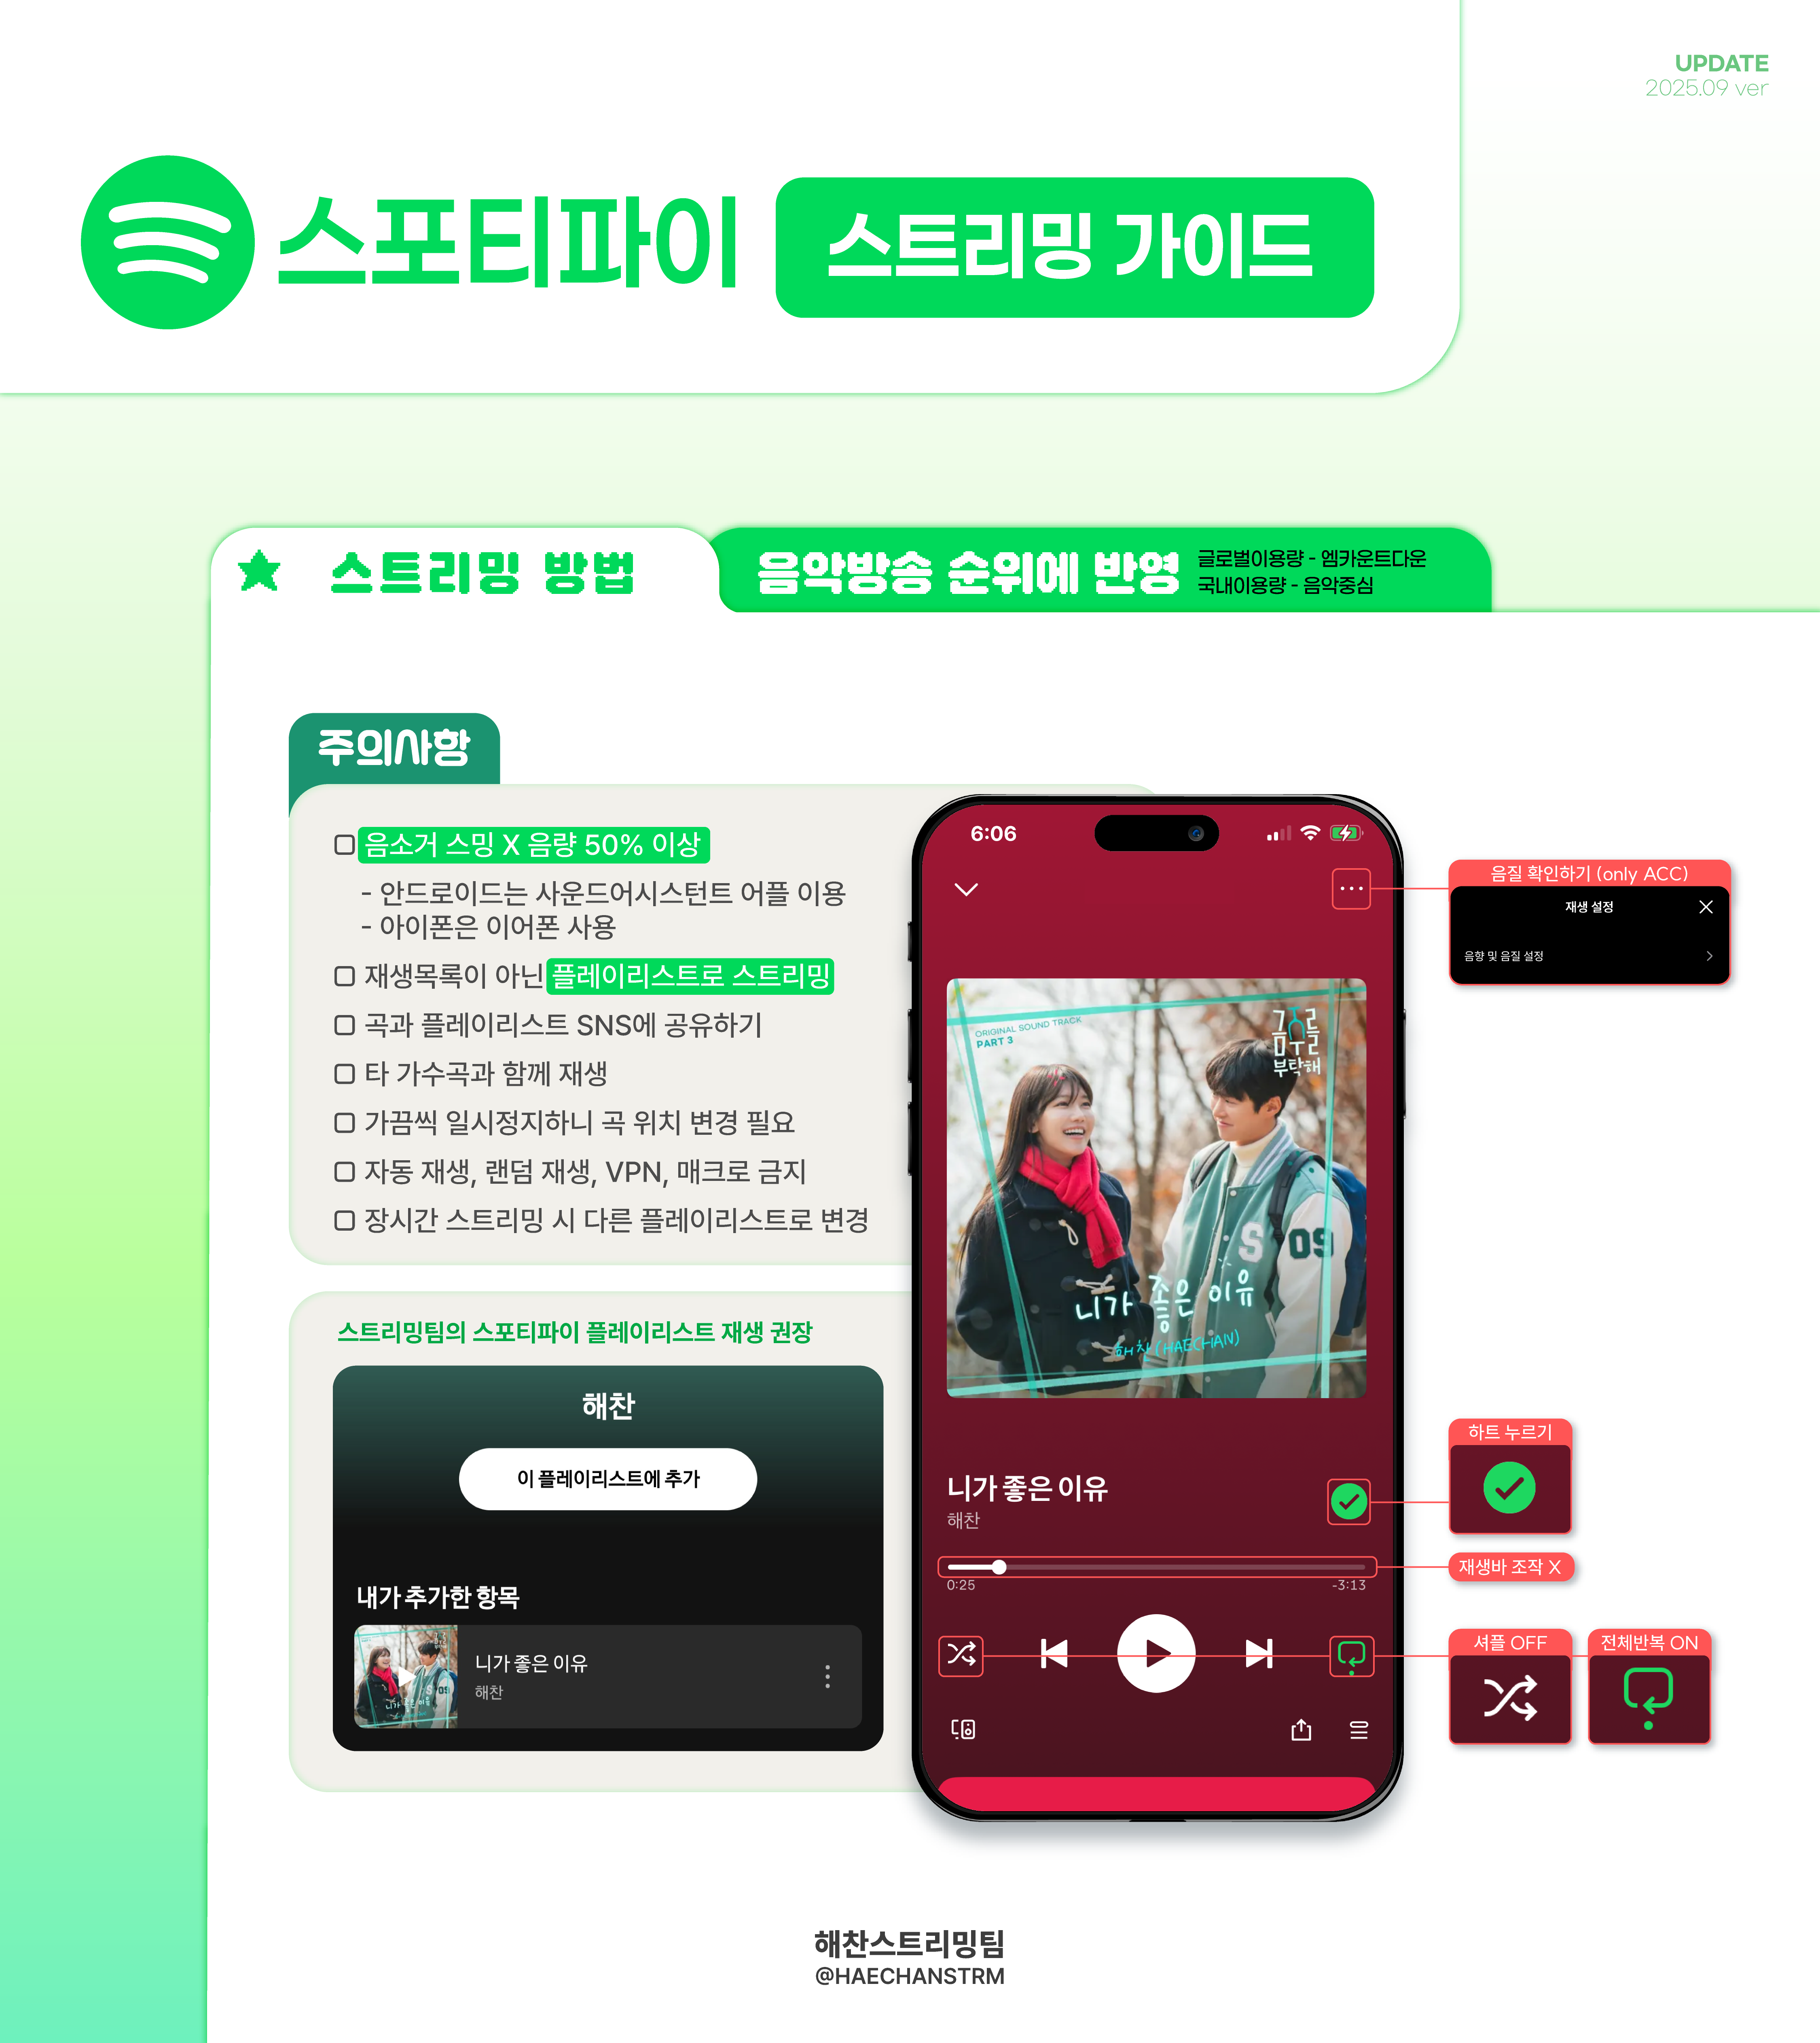 UPDATE
2025.09 ver
스포티파이 스트리밍 가이드
스트리밍 방법
음악방송 순위에 반영
글로벌이용량 - 엠카운트다운
국내이용량 - 음악중심
주의사항
음소거 스밍 X 음량 50% 이상
- 안드로이드는 사운드어시스턴트 어플 이용
- 아이폰은 이어폰 사용
재생목록이 아닌 플레이리스트로 스트리밍
곡과 플레이리스트 SNS에 공유하기
타 가수곡과 함께 재생
가끔씩 일시정지하니 곡 위치 변경 필요
자동 재생, 랜덤 재생, VPN, 매크로 금지
장시간 스트리밍 시 다른 플레이리스트로 변경
스트리밍팀의 스포티파이 플레이리스트 재생 권장
해찬
이 플레이리스트에 추가
내가 추가한 항목
니가 좋은 이유
해찬
6:06
ORIGINAL SOUND TRACK
PART 3
금주를
부탁해
S 09
니가 좋은 이유
해찬 (HAECHAN)
니가 좋은 이유
해찬
0:25
-3:13
음질 확인하기 (only ACC)
재생 설정
음향 및 음질 설정
하트 누르기
재생바 조작 X
셔플 OFF
전체반복 ON
해찬스트리밍팀
@HAECHANSTRM